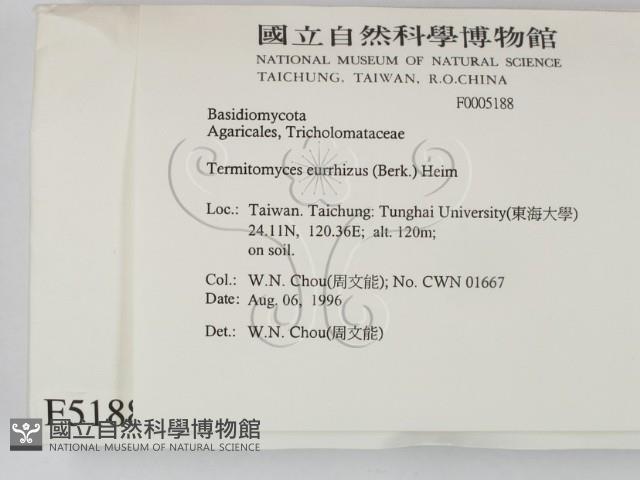 國立自然科學博物館
NATIONAL MUSEUM OF NATURAL SCIENCE
TAICHUNG, TAIWAN, R.O.CHINA
F0005188
Basidiomycota
Agaricales, Tricholomataceae
Termitomyces eurrhizus (Berk.) Heim
Loc.: Taiwan. Taichung: Tunghai University(東海大學)
24.11N, 120.36E; alt. 120m;
on soil.
Col.: W.N. Chou(周文能); No. CWN 01667
Date: Aug. 06, 1996
Det.: W.N. Chou(周文能)
F5188
國立自然科學博物館
NATIONAL MUSEUM OF NATURAL SCIENCE